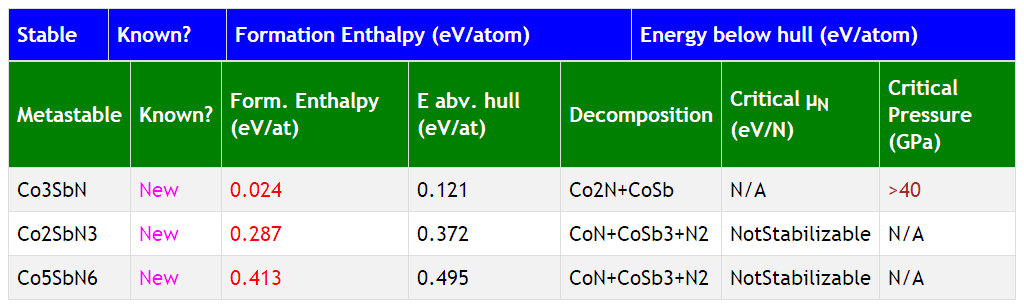 Stable Known? Formation Enthalpy (eV/atom) Energy below hull (eV/atom)
Metastable Known? Form. Enthalpy (eV/at) E abv. hull (eV/at) Decomposition Critical μN (eV/N) Critical Pressure (GPa)
Co3SbN New 0.024 0.121 Co2N+CoSb N/A >40
Co2SbN3 New 0.287 0.372 CoN+CoSb3+N2 NotStabilizable N/A
Co5SbN6 New 0.413 0.495 CoN+CoSb3+N2 NotStabilizable N/A